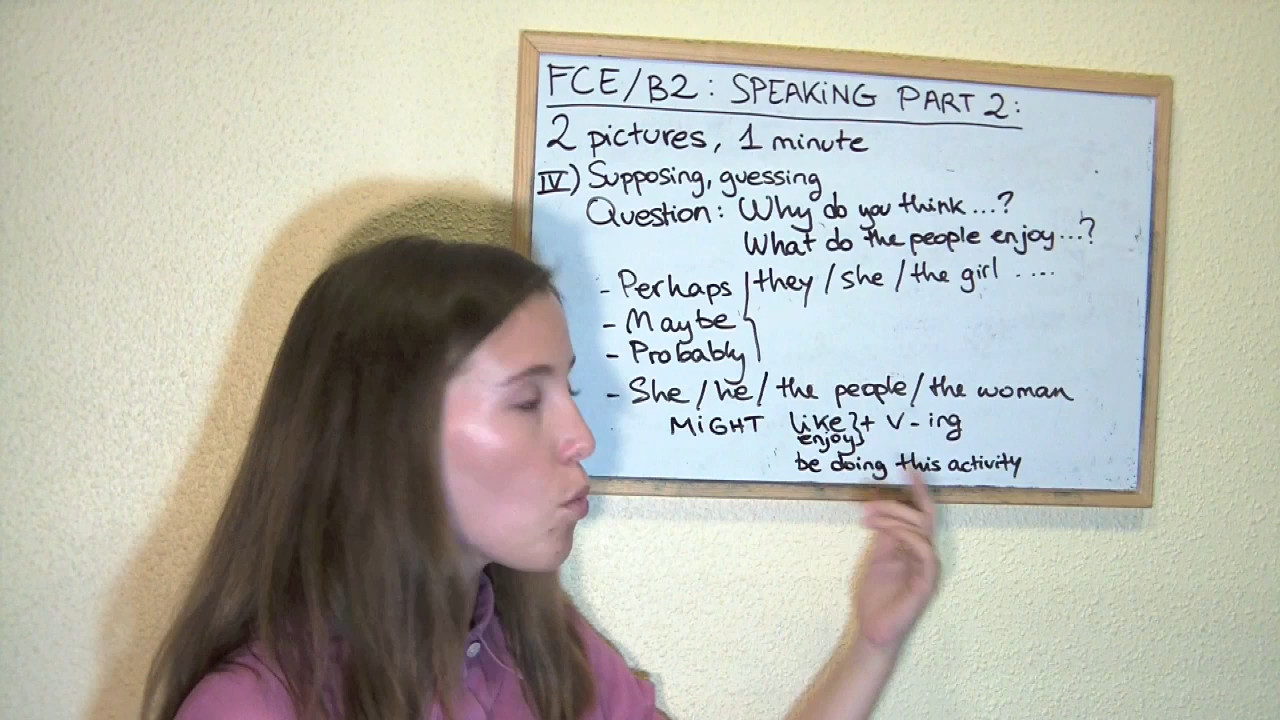 FCE/B2: SPEAKING PART 2:
2 pictures, 1 minute
IV) Supposing, guessing
Question: Why do you think...?
What do the people enjoy...?
- Perhaps they/she/the girl ....
- Maybe
- Probably
- She/he/the people/the woman
MIGHT like } + V-ing
enjoy }
be doing this activity